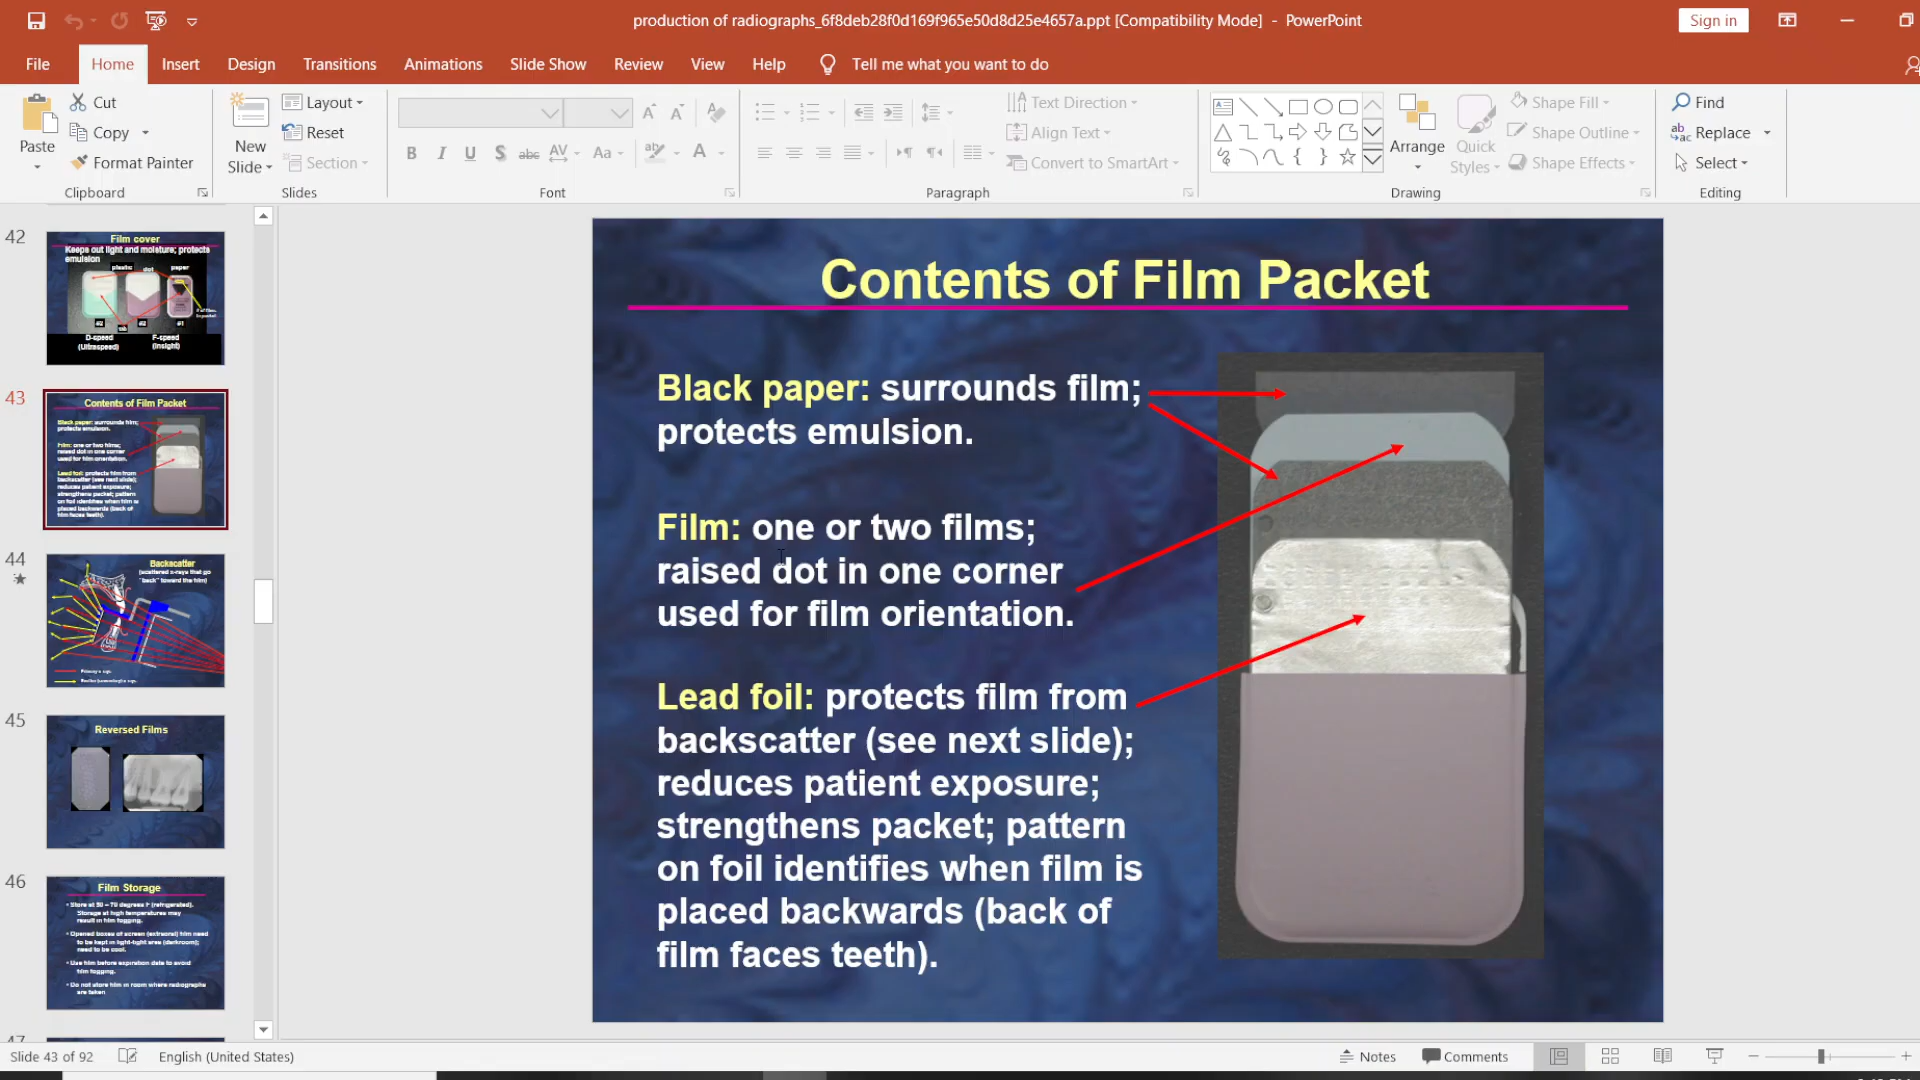 production of radiographs_6f8deb28f0d169f965e50d8d25e4657a.ppt [Compatibility Mode] - PowerPoint
Sign in
File Home Insert Design Transitions Animations Slide Show Review View Help Tell me what you want to do
Paste
Cut
Copy
Format Painter
Clipboard
New Slide
Layout
Reset
Section
Slides
B I U S abc AV Aa A
Font
Text Direction
Align Text
Convert to SmartArt
Paragraph
Arrange
Quick Styles
Shape Fill
Shape Outline
Shape Effects
Drawing
Find
Replace
Select
Editing
42
Film cover
Keeps out light and moisture; protects
emulsion
plastic dot paper
#2 tab #2 #1
D-speed
(Ultraspeed)
F-speed
(Insight)
43
Contents of Film Packet
Black paper: surrounds film;
protects emulsion.
Film: one or two films;
raised dot in one corner
used for film orientation.
Lead foil: protects film from
backscatter (see next slide);
reduces patient exposure;
strengthens packet; pattern
on foil identifies when film is
placed backwards (back of
film faces teeth).
44
Backscatter
(scattered x-rays that go
"back" toward the film)
45
Reversed Films
46
Film Storage
• Store at 50 – 70 degrees F (refrigerated).
Storage at high temperatures may
result in film fogging.
• Opened boxes of screen (extraoral) film need
to be kept in light-tight area (darkroom);
need to be cool.
• Use film before expiration date to avoid
film fogging.
• Do not store film in room where radiographs
are taken
47
Contents of Film Packet
Black paper: surrounds film;
protects emulsion.
Film: one or two films;
raised dot in one corner
used for film orientation.
Lead foil: protects film from
backscatter (see next slide);
reduces patient exposure;
strengthens packet; pattern
on foil identifies when film is
placed backwards (back of
film faces teeth).
Slide 43 of 92 English (United States) Notes Comments